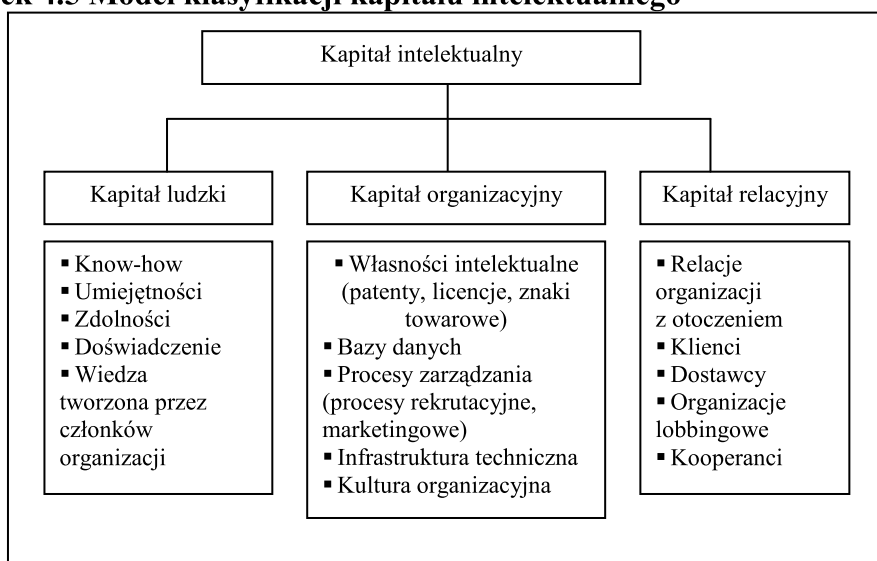 4.5 Model klasyfikacji kapitału intelektualnego
Kapitał intelektualny
Kapitał ludzki
Kapitał organizacyjny
Kapitał relacyjny
▪ Know-how
▪ Umiejętności
▪ Zdolności
▪ Doświadczenie
▪ Wiedza
tworzona przez
członków
organizacji
▪ Własności intelektualne
(patenty, licencje, znaki
towarowe)
▪ Bazy danych
▪ Procesy zarządzania
(procesy rekrutacyjne,
marketingowe)
▪ Infrastruktura techniczna
▪ Kultura organizacyjna
▪ Relacje
organizacji
z otoczeniem
▪ Klienci
▪ Dostawcy
▪ Organizacje
lobbingowe
▪ Kooperanci